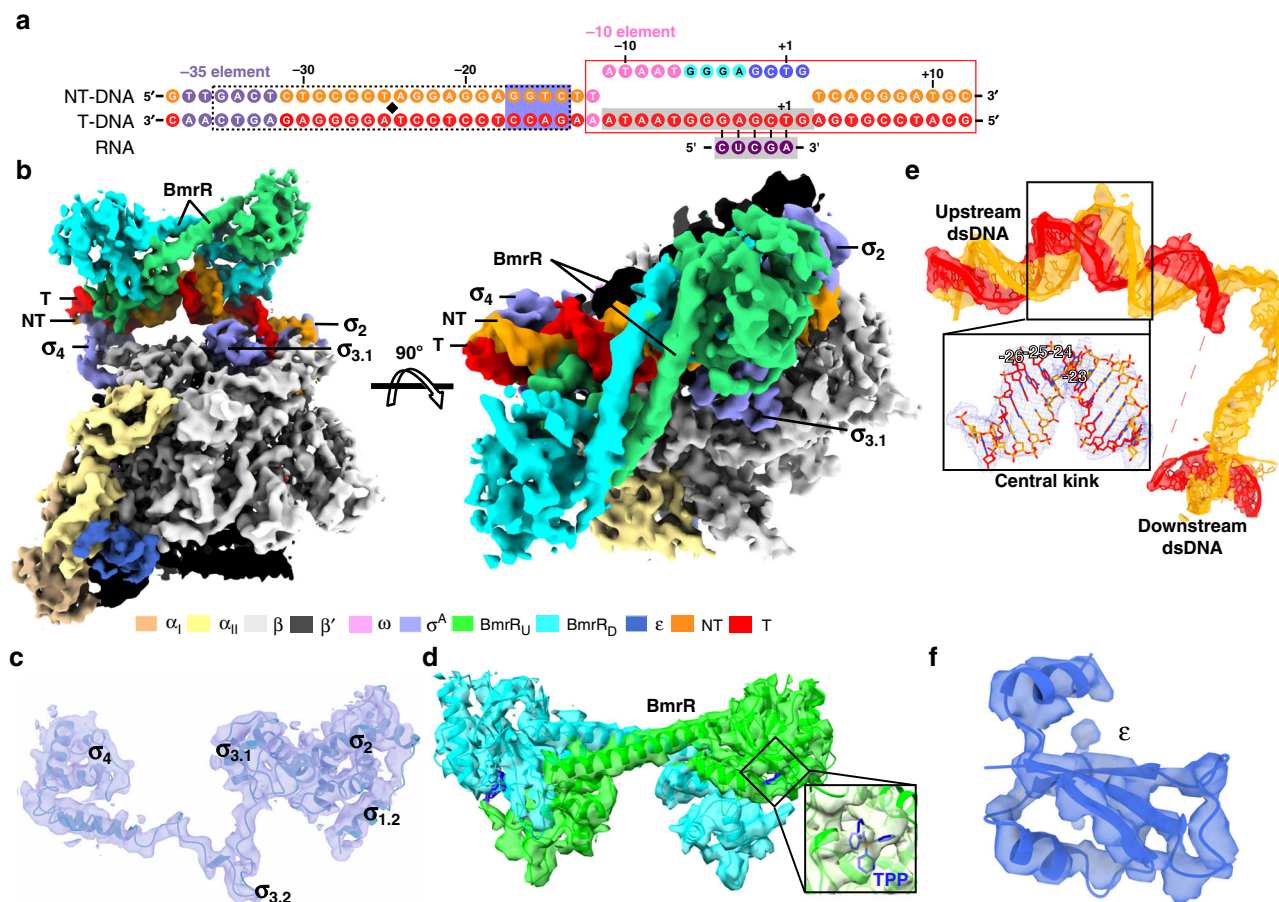 a
–10 element
–35 element
–30
–20
–10
+1
+10
A T A A T G G G A G C T G
NT-DNA 5′ G T T G A C T C T C C C C T A G G A G G A G G T C T T T C A C G G A T G C 3′
+1
T-DNA 3′ C A A C T G A G A G G G G A T C C T C C T C C A G A A A T A A T G G G A G C T G A G T G C C T A C G 5′
RNA 5' C U C G A 3'
b
BmrR
T
NT
σ4
σ2
σ3.1
90°
BmrR
σ4
NT
T
σ2
σ3.1
e
Upstream
dsDNA
-26 -25 -24
-23
Central kink
Downstream
dsDNA
αI αII β β′ ω σA BmrRU BmrRD ε NT T
c
σ4
σ3.1
σ2
σ1.2
σ3.2
d
BmrR
TPP
f
ε